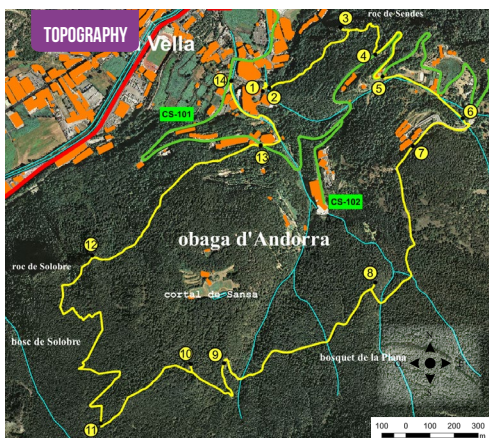 TOPOGRAPHY
Vella
3
roc de Sendes
4
14
1
2
5
6
CS-101
13
7
CS-102
obaga d'Andorra
12
roc de Solobre
8
cortal de Sansa
bosc de Solobre
10
9
bosquet de la Plana
11
100 0 100 200 300
m